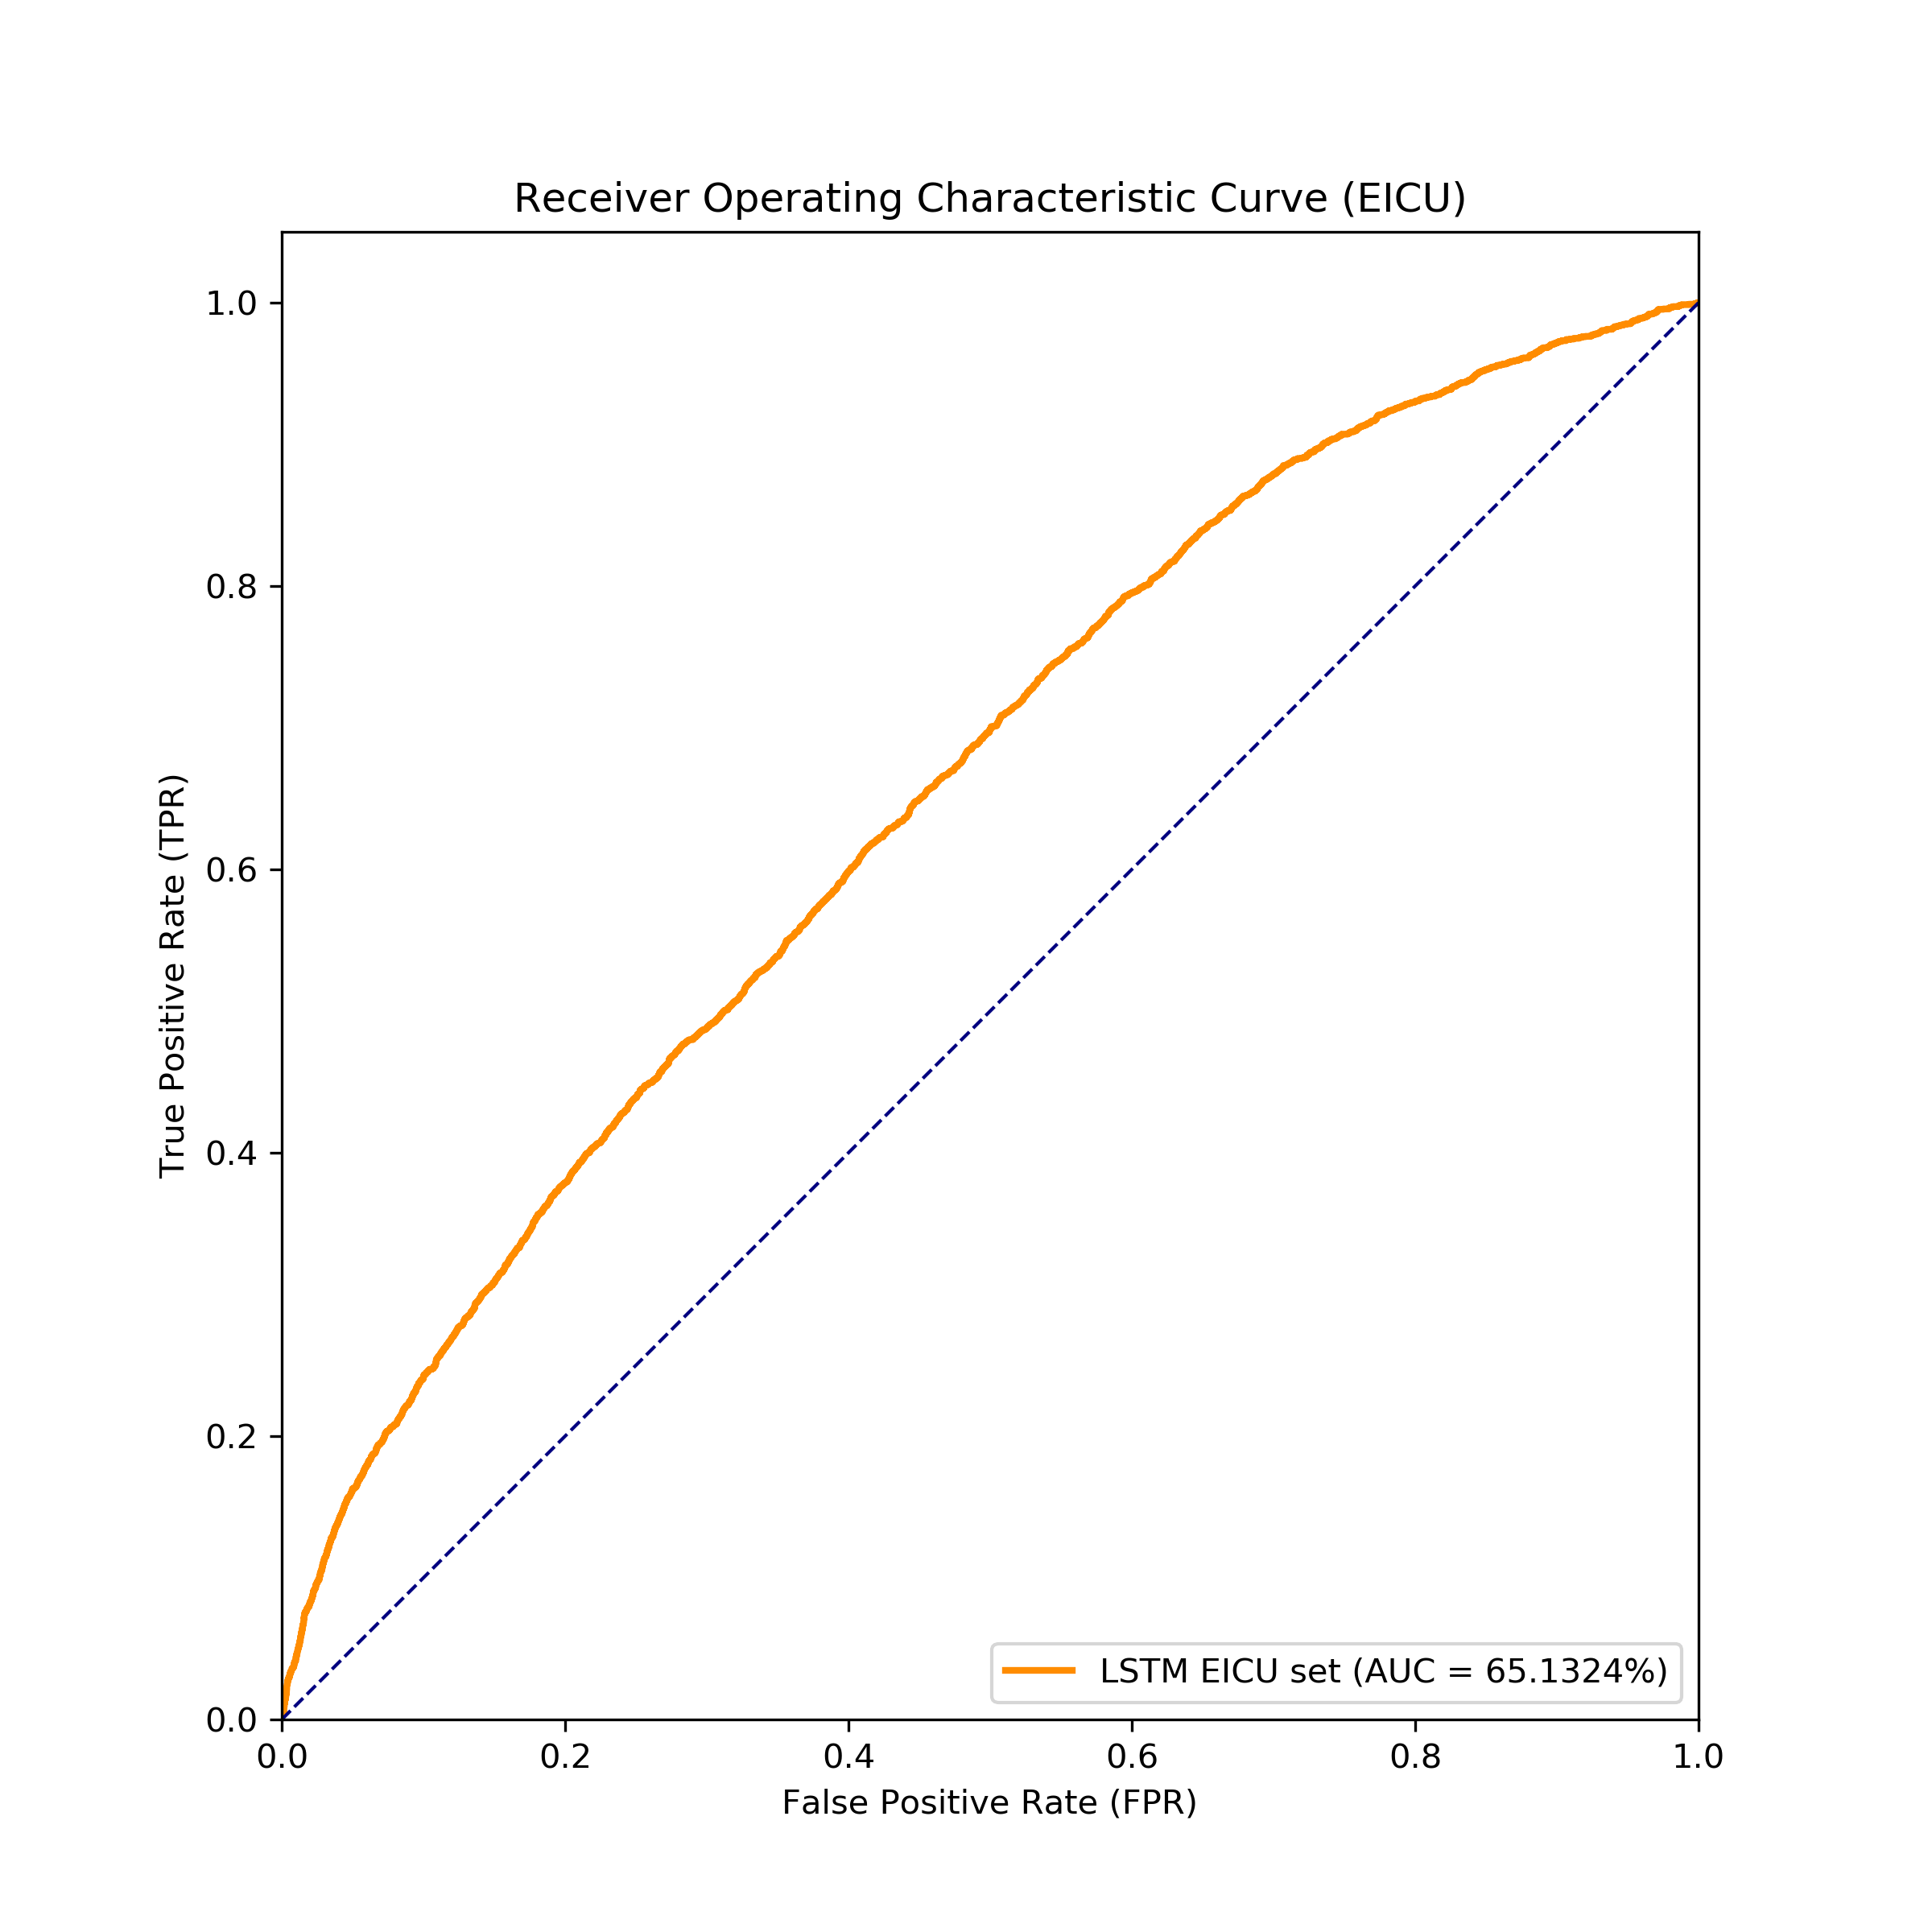 Receiver Operating Characteristic Curve (EICU)
True Positive Rate (TPR)
1.0
0.8
0.6
0.4
0.2
0.0
LSTM EICU set (AUC = 65.1324%)
0.0 0.2 0.4 0.6 0.8 1.0
False Positive Rate (FPR)